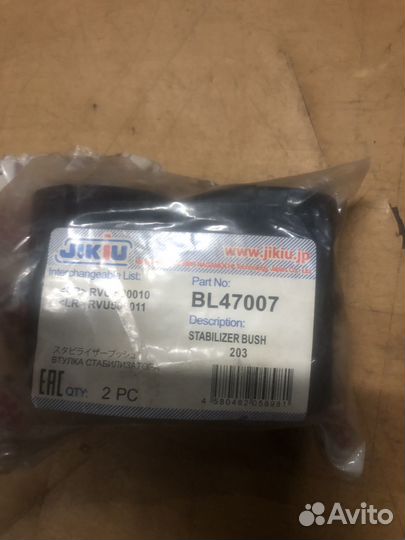 JIKIU
www.jikiu.jp
Interchangeable List:
Part No:
BL47007
Description:
STABILIZER BUSH
203
スタビライザーブッシュ
ВТУЛКА СТАБИЛИЗАТОРА
EAC
QTY: 2 PC
Avito